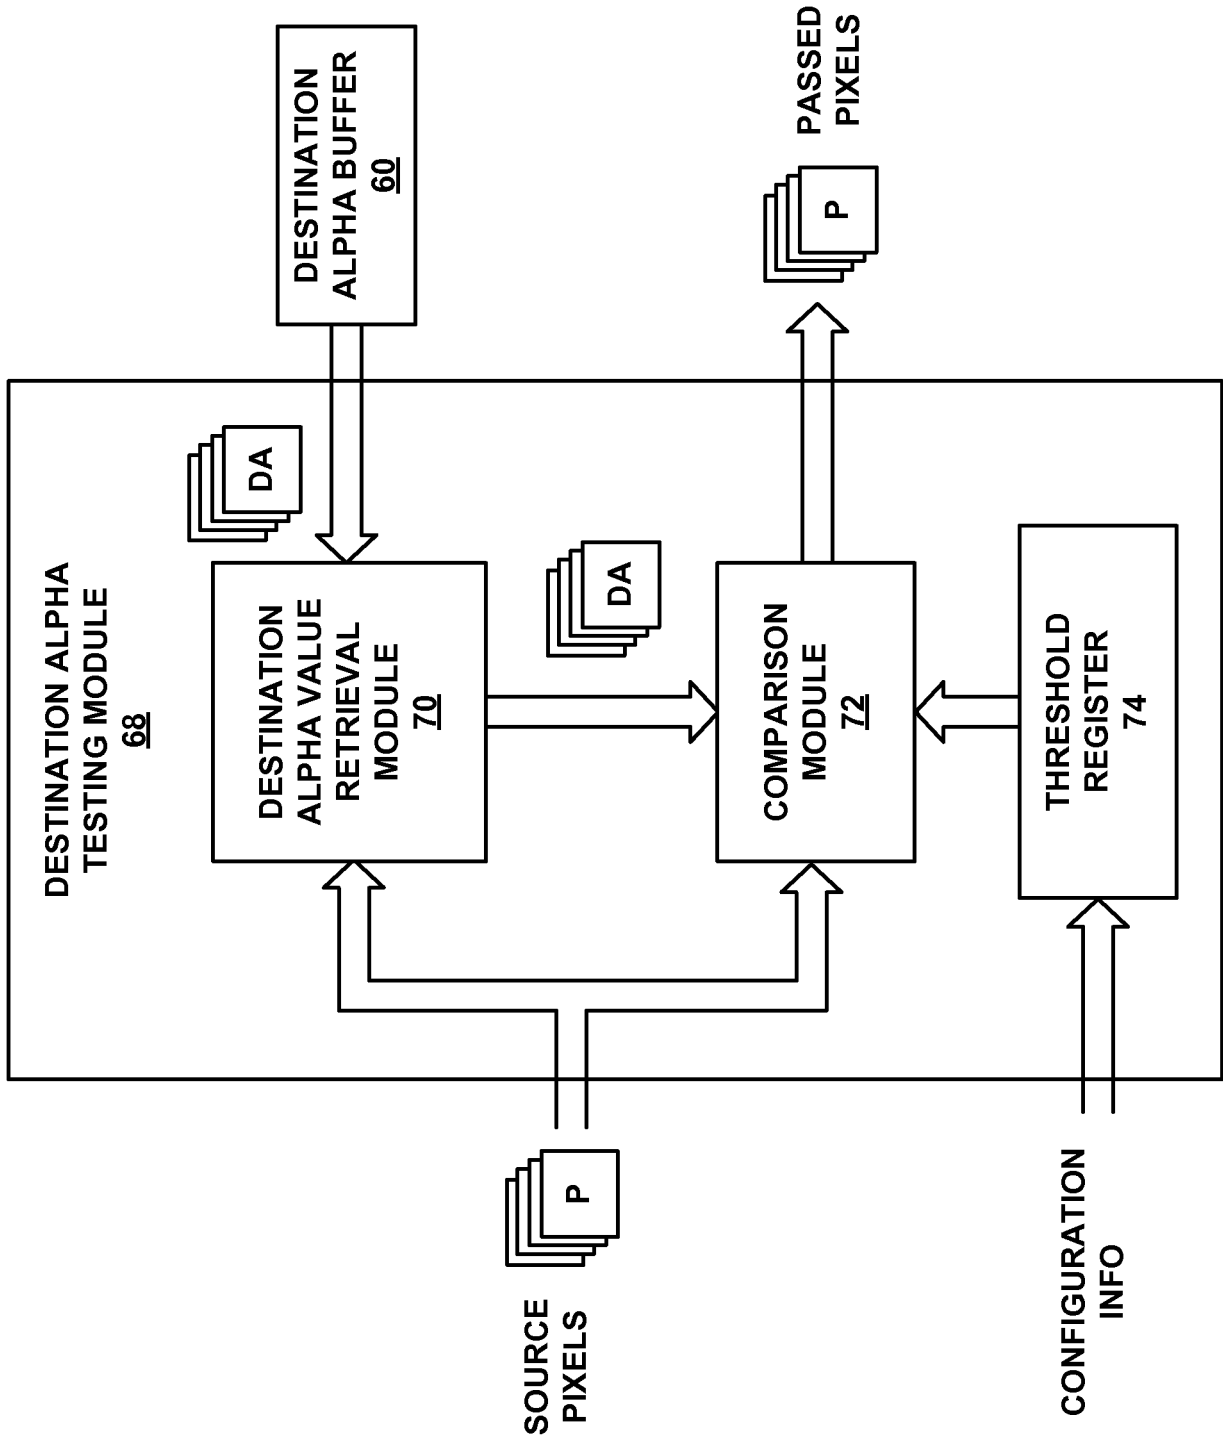 DESTINATION ALPHA
TESTING MODULE
68
DA
DESTINATION
ALPHA BUFFER
60
DESTINATION
ALPHA VALUE
RETRIEVAL
MODULE
70
SOURCE
PIXELS
P
DA
COMPARISON
MODULE
72
P
PASSED
PIXELS
CONFIGURATION
INFO
THRESHOLD
REGISTER
74